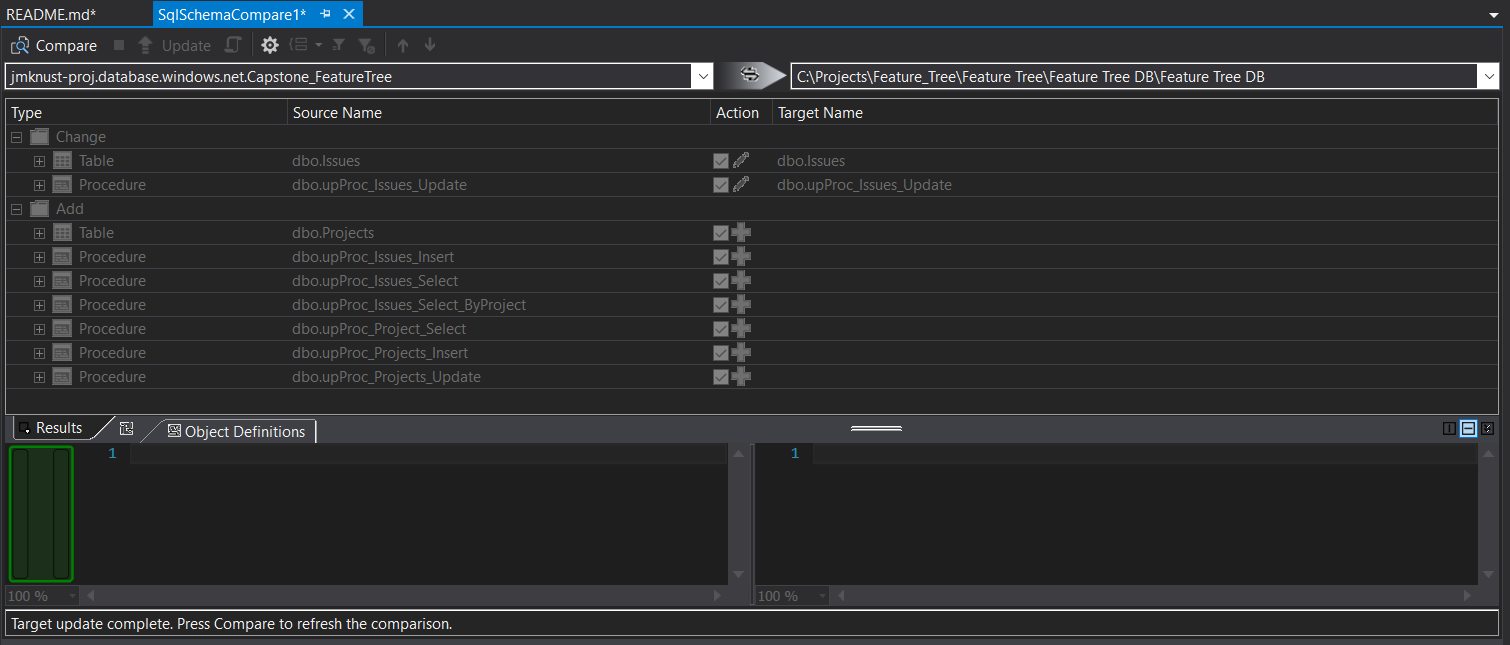 README.md* SqlSchemaCompare1*
Compare Update
jmknust-proj.database.windows.net.Capstone_FeatureTree C:\Projects\Feature_Tree\Feature Tree\Feature Tree DB\Feature Tree DB
Type Source Name Action Target Name
Change
Table dbo.Issues dbo.Issues
Procedure dbo.upProc_Issues_Update dbo.upProc_Issues_Update
Add
Table dbo.Projects
Procedure dbo.upProc_Issues_Insert
Procedure dbo.upProc_Issues_Select
Procedure dbo.upProc_Issues_Select_ByProject
Procedure dbo.upProc_Project_Select
Procedure dbo.upProc_Projects_Insert
Procedure dbo.upProc_Projects_Update
Results Object Definitions
1 1
100 % 100 %
Target update complete. Press Compare to refresh the comparison.